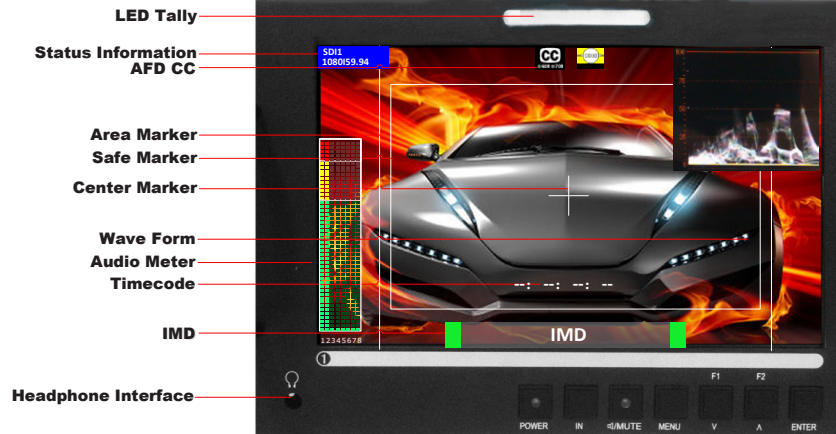 LED Tally
Status Information
AFD CC
Area Marker
Safe Marker
Center Marker
Wave Form
Audio Meter
Timecode
IMD
Headphone Interface
SDI1
1080I59.94
CC
--: --: --: --
12345678
IMD
1
F1 F2
POWER IN /MUTE MENU V Λ ENTER